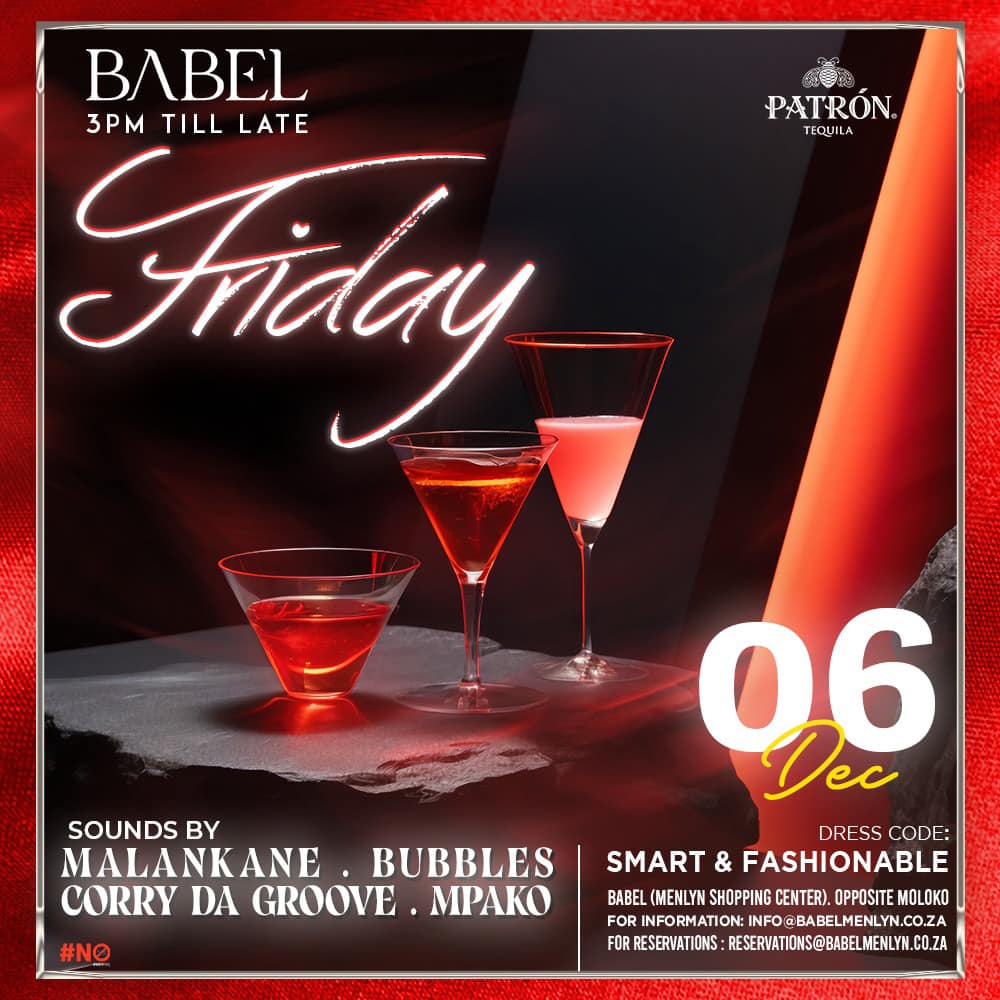 BABEL
3PM TILL LATE
PATRÓN®
TEQUILA
Friday
06
Dec
SOUNDS BY
MALANKANE . BUBBLES
CORRY DA GROOVE . MPAKO
#NO
DRESS CODE:
SMART & FASHIONABLE
BABEL (MENLYN SHOPPING CENTER). OPPOSITE MOLOKO
FOR INFORMATION: INFO@BABELMENLYN.CO.ZA
FOR RESERVATIONS : RESERVATIONS@BABELMENLYN.CO.ZA